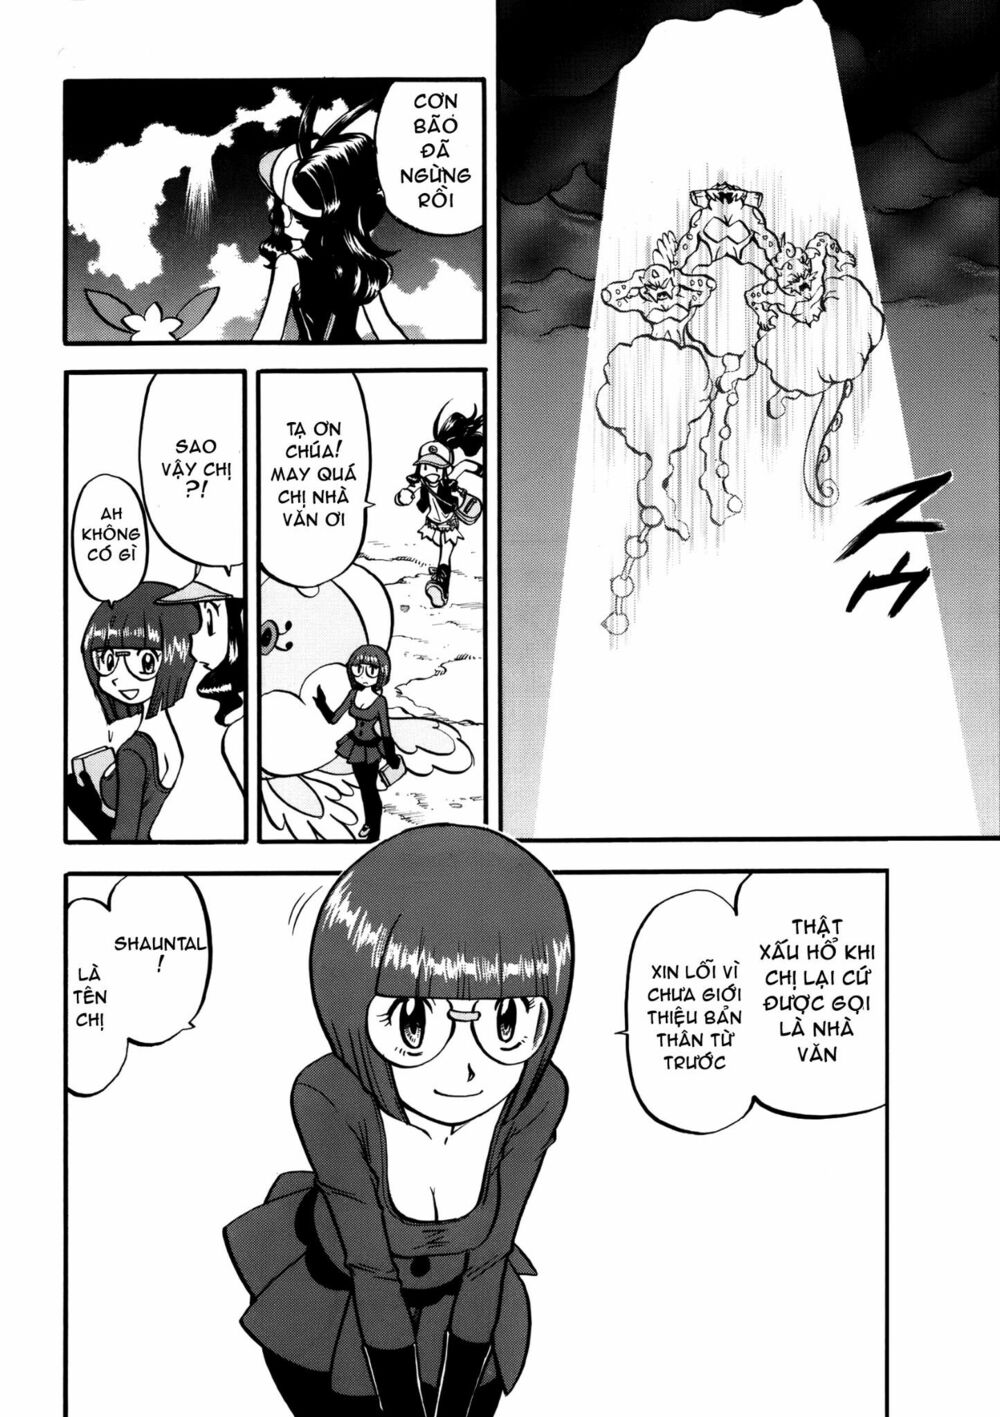 CƠN
BÃO
ĐÃ
NGỪNG
RỒI
TẠ ƠN
CHÚA!
MAY QUÁ
CHỊ NHÀ
VĂN ƠI
SAO
VẬY CHỊ
?!
AH
KHÔNG
CÓ GÌ
THẬT
XẤU HỔ KHI
CHỊ LẠI CỨ
ĐƯỢC GỌI
LÀ NHÀ
VĂN
XIN LỖI VÌ
CHƯA GIỚI
THIỆU BẢN
THÂN TỪ
TRƯỚC
SHAUNTAL
!
LÀ
TÊN
CHỊ